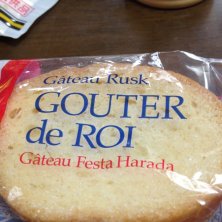 Gâteau Rusk
GOUTER
de ROI
Gâteau Festa Harada